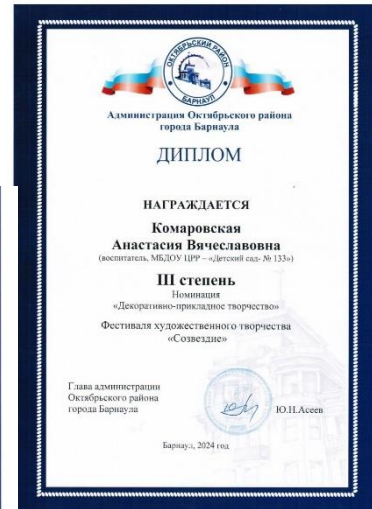 ОКТЯБРЬСКИЙ РАЙОН
БАРНАУЛ
Администрация Октябрьского района
города Барнаула
ДИПЛОМ
НАГРАЖДАЕТСЯ
Комаровская
Анастасия Вячеславовна
(воспитатель, МБДОУ ЦРР – «Детский сад- № 133»)
III степень
Номинация
«Декоративно-прикладное творчество»
Фестиваля художественного творчества
«Созвездие»
Глава администрации
Октябрьского района
города Барнаула
Ю.Н.Асеев
Барнаул, 2024 год